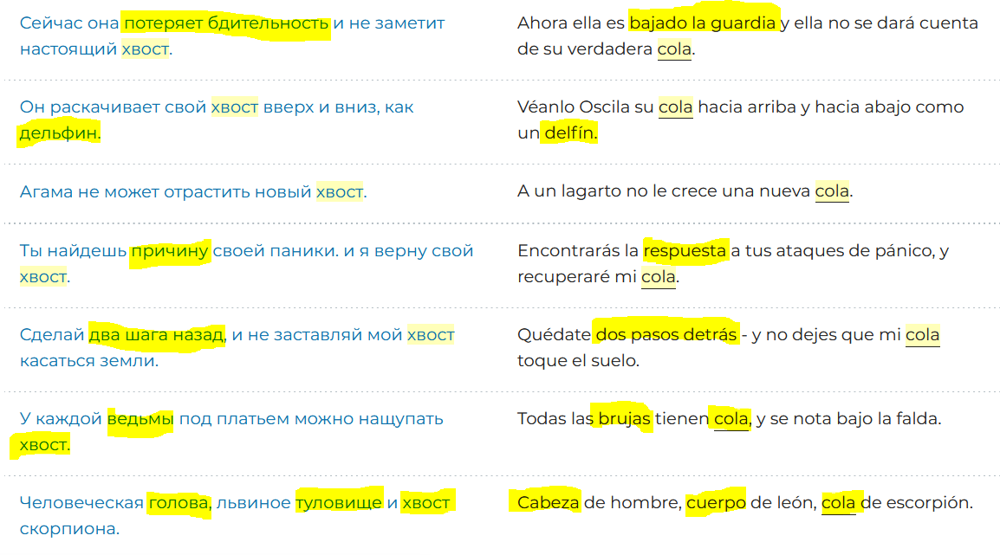 Сейчас она потеряет бдительность и не заметит
настоящий хвост.
Ahora ella es bajado la guardia y ella no se dará cuenta
de su verdadera cola.
Он раскачивает свой хвост вверх и вниз, как
дельфин.
Véanlo Oscila su cola hacia arriba y hacia abajo como
un delfín.
Агама не может отрастить новый хвост.
A un lagarto no le crece una nueva cola.
Ты найдешь причину своей паники. и я верну свой
хвост.
Encontrarás la respuesta a tus ataques de pánico, y
recuperaré mi cola.
Сделай два шага назад, и не заставляй мой хвост
касаться земли.
Quédate dos pasos detrás - y no dejes que mi cola
toque el suelo.
У каждой ведьмы под платьем можно нащупать
хвост.
Todas las brujas tienen cola, y se nota bajo la falda.
Человеческая голова, львиное туловище и хвост
скорпиона.
Cabeza de hombre, cuerpo de león, cola de escorpión.